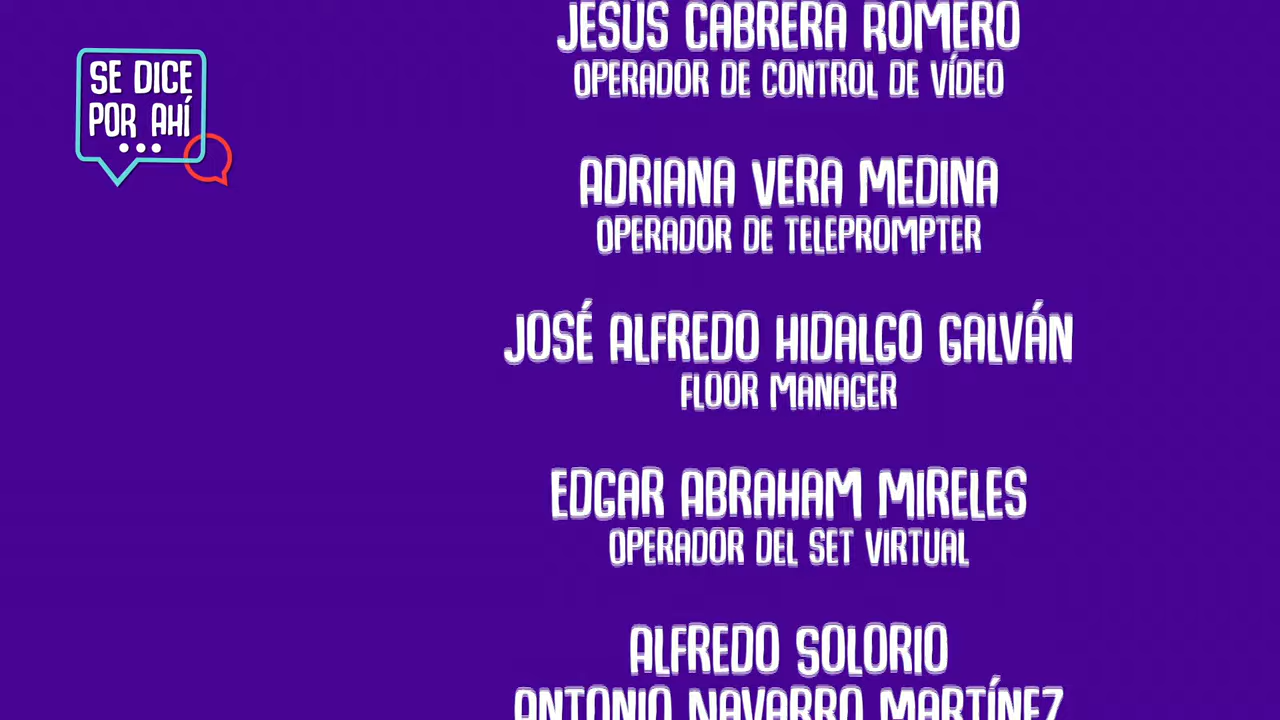 SE DICE
POR AHÍ
...
JESÚS CABRERA ROMERO
OPERADOR DE CONTROL DE VÍDEO
ADRIANA VERA MEDINA
OPERADOR DE TELEPROMPTER
JOSÉ ALFREDO HIDALGO GALVÁN
FLOOR MANAGER
EDGAR ABRAHAM MIRELES
OPERADOR DEL SET VIRTUAL
ALFREDO SOLORIO
ANTONIO NAVARRO MARTÍNEZ